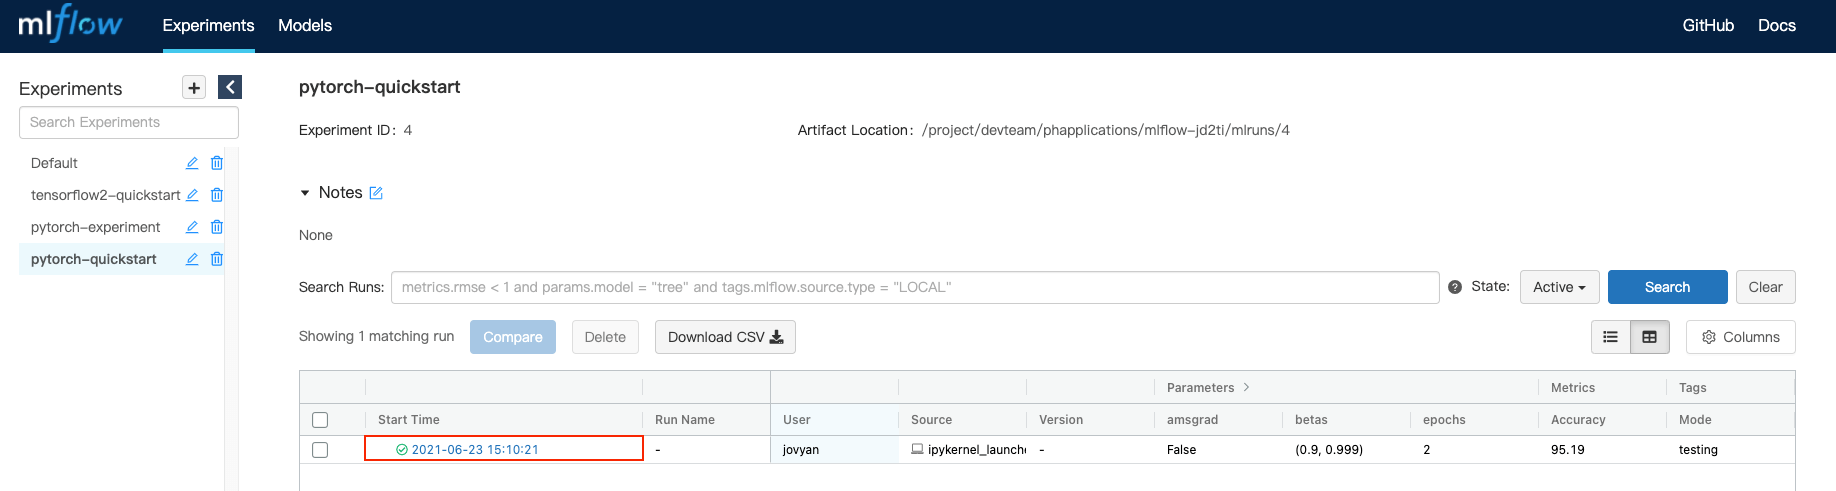 mlflow Experiments Models GitHub Docs
Experiments
Search Experiments
Default
tensorflow2-quickstart
pytorch-experiment
pytorch-quickstart
pytorch-quickstart
Experiment ID: 4 Artifact Location: /project/devteam/phapplications/mlflow-jd2ti/mlruns/4
Notes
None
Search Runs: metrics.rmse < 1 and params.model = "tree" and tags.mlflow.source.type = "LOCAL" ? State: Active Search Clear
Showing 1 matching run Compare Delete Download CSV Columns
Parameters > Metrics Tags
Start Time Run Name User Source Version amsgrad betas epochs Accuracy Mode
2021-06-23 15:10:21 - jovyan ipykernel_launche - False (0.9, 0.999) 2 95.19 testing